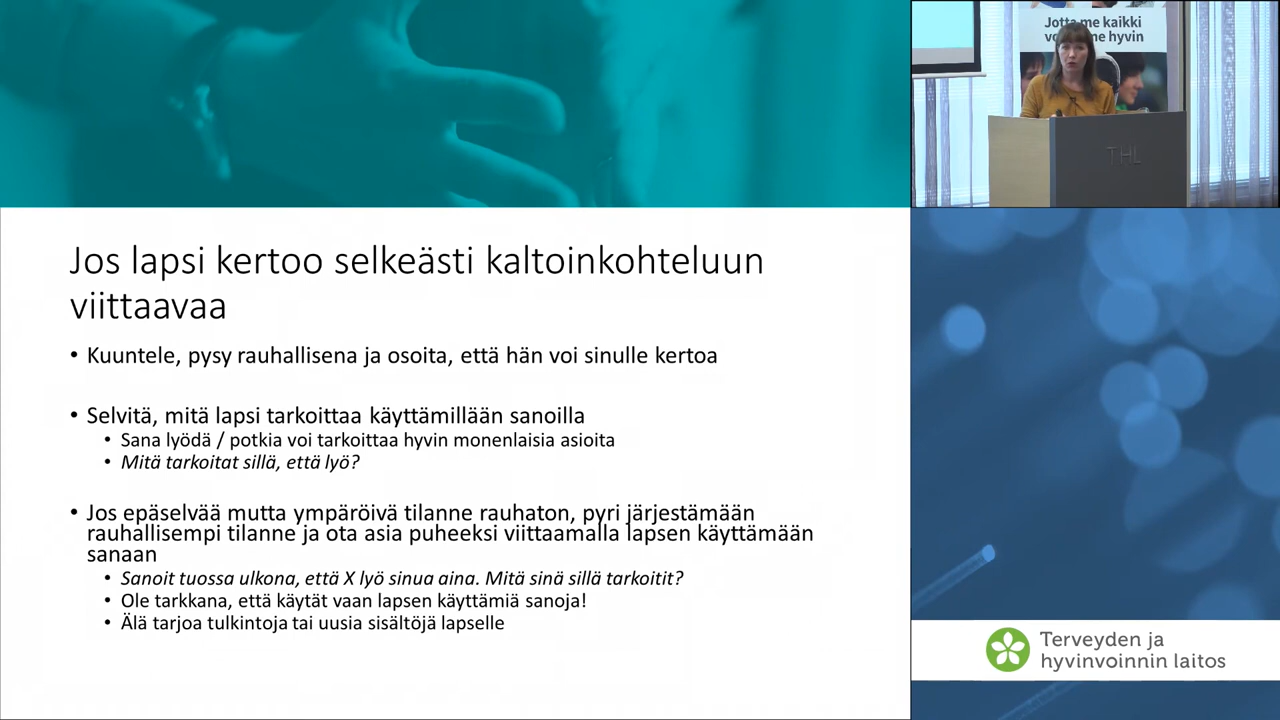 Jotta me kaikki
hyvin
THL
Jos lapsi kertoo selkeästi kaltoinkohteluun
viittaavaa
• Kuuntele, pysy rauhallisena ja osoita, että hän voi sinulle kertoa
• Selvitä, mitä lapsi tarkoittaa käyttämillään sanoilla
• Sana lyödä / potkia voi tarkoittaa hyvin monenlaisia asioita
• Mitä tarkoitat sillä, että lyö?
• Jos epäselvää mutta ympäröivä tilanne rauhaton, pyri järjestämään
rauhallisempi tilanne ja ota asia puheeksi viittaamalla lapsen käyttämään
sanaan
• Sanoit tuossa ulkona, että X lyö sinua aina. Mitä sinä sillä tarkoitit?
• Ole tarkkana, että käytät vaan lapsen käyttämiä sanoja!
• Älä tarjoa tulkintoja tai uusia sisältöjä lapselle
Terveyden ja
hyvinvoinnin laitos